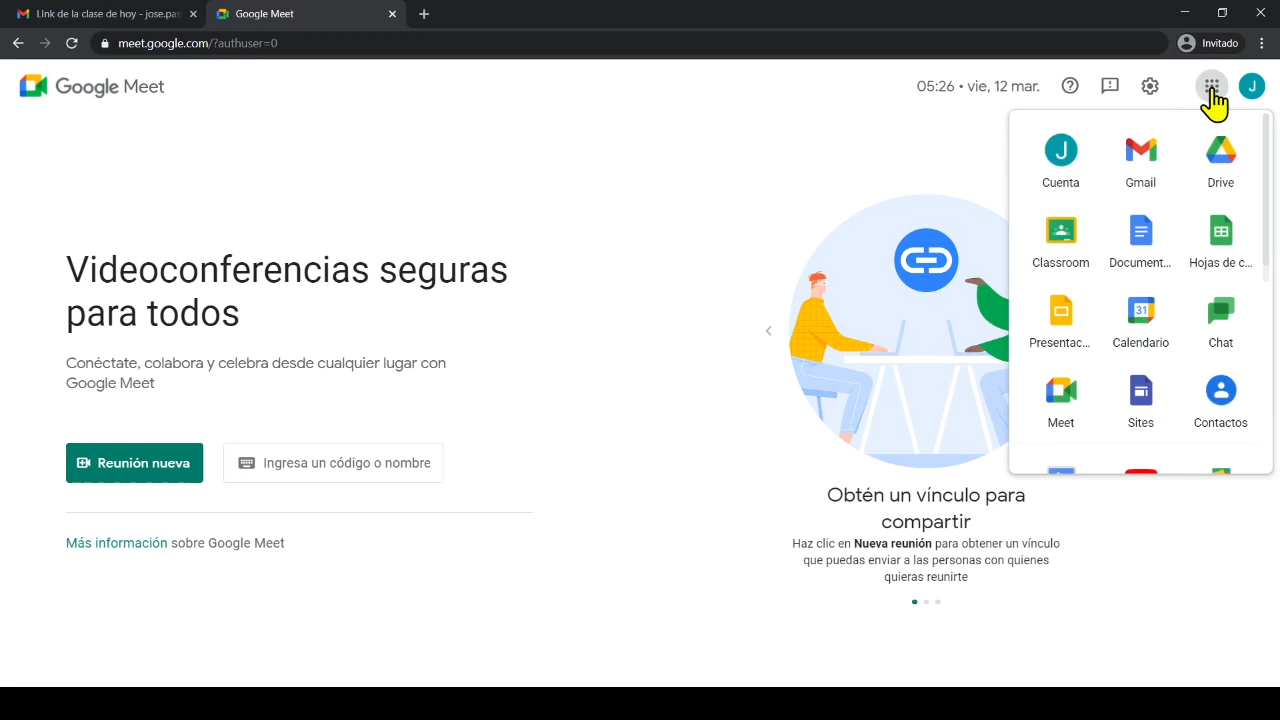 Link de la clase de hoy - jose.pas
Google Meet
meet.google.com/?authuser=0
Invitado
Google Meet
05:26 • vie, 12 mar.
J
J
Cuenta
Gmail
Drive
Classroom
Document...
Hojas de c...
Presentac...
31
Calendario
Chat
Meet
Sites
Contactos
Videoconferencias seguras
para todos
Conéctate, colabora y celebra desde cualquier lugar con
Google Meet
Reunión nueva
Ingresa un código o nombre
Más información sobre Google Meet
Obtén un vínculo para
compartir
Haz clic en Nueva reunión para obtener un vínculo
que puedas enviar a las personas con quienes
quieras reunirte